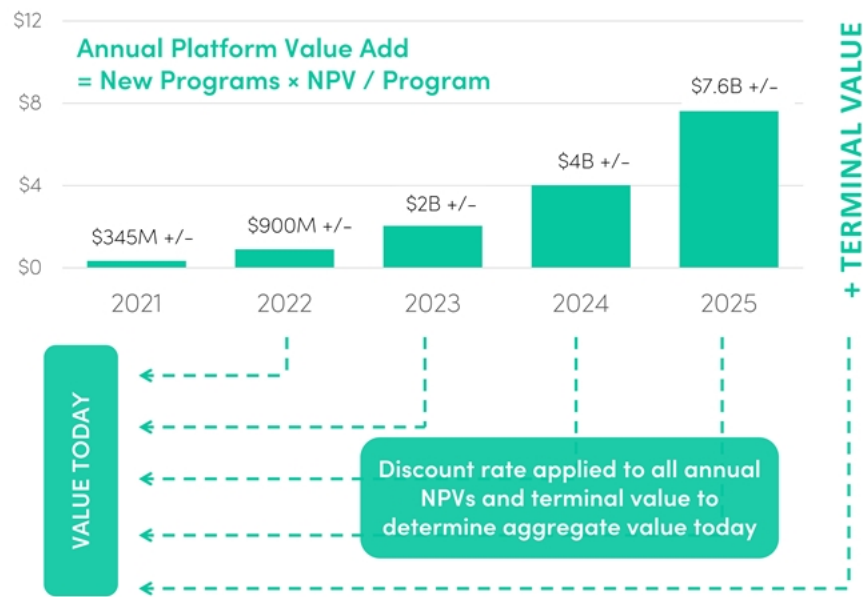 $12
Annual Platform Value Add
= New Programs × NPV / Program
$8
$4
$0
$345M +/-
$900M +/-
$2B +/-
$4B +/-
$7.6B +/-
2021
2022
2023
2024
2025
+ TERMINAL VALUE
VALUE TODAY
Discount rate applied to all annual
NPVs and terminal value to
determine aggregate value today